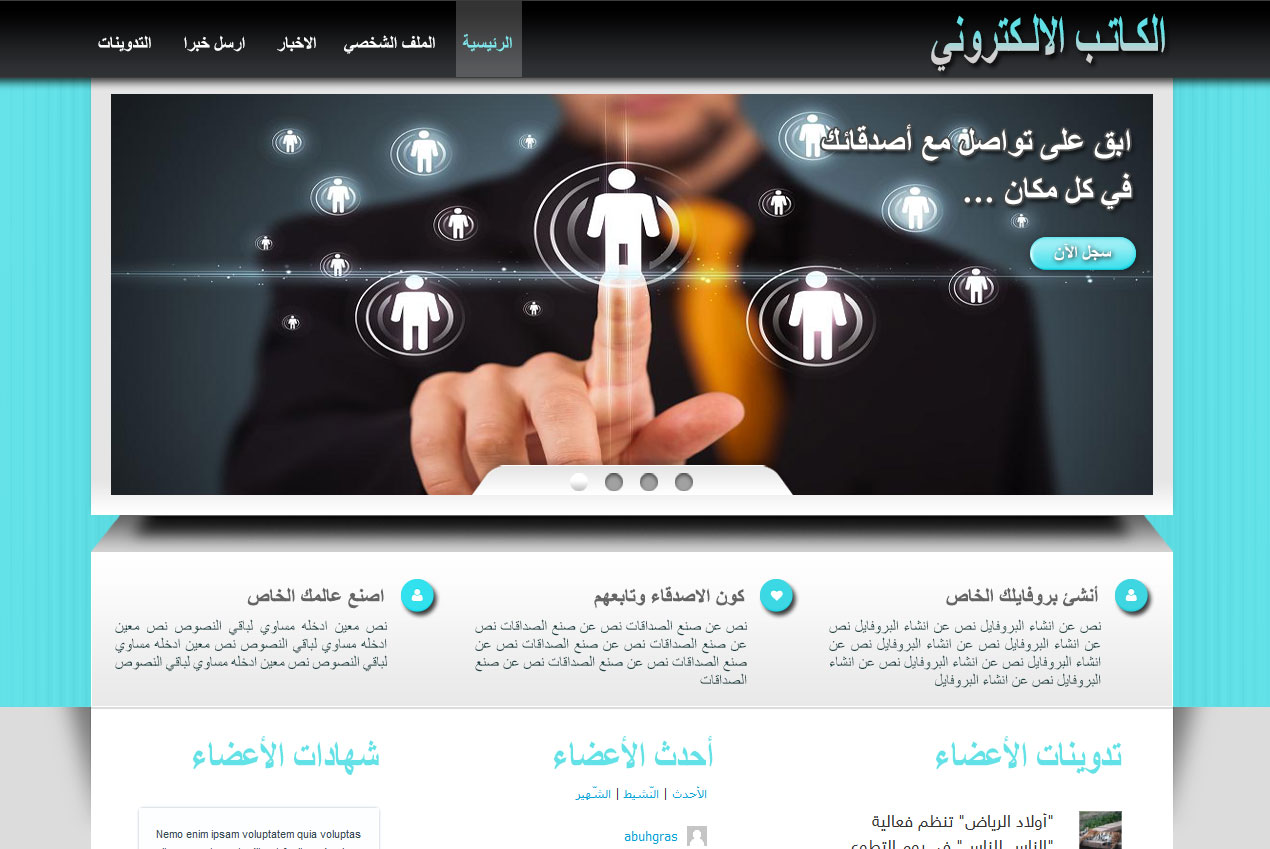 الكاتب الالكتروني
الرئيسية
الملف الشخصي
الاخبار
ارسل خبرا
التدوينات
ابق على تواصل مع أصدقائك
في كل مكان ...
سجل الآن
أنشئ بروفايلك الخاص
نص عن انشاء البروفايل نص عن انشاء البروفايل نص
عن انشاء البروفايل نص عن انشاء البروفايل نص عن
انشاء البروفايل نص عن انشاء البروفايل نص عن انشاء
البروفايل نص عن انشاء البروفايل
كون الاصدقاء وتابعهم
نص عن صنع الصداقات نص عن صنع الصداقات نص
عن صنع الصداقات نص عن صنع الصداقات نص عن
صنع الصداقات نص عن صنع الصداقات نص عن صنع
الصداقات
اصنع عالمك الخاص
نص معين ادخله مساوي لباقي النصوص نص معين
ادخله مساوي لباقي النصوص نص معين ادخله مساوي
لباقي النصوص نص معين ادخله مساوي لباقي النصوص
تدوينات الأعضاء
"أولاد الرياض" تنظم فعالية
"الناس للناس" في يوم التطوع
أحدث الأعضاء
الأحدث | النّشيط | الشّهير
abuhgras
شهادات الأعضاء
Nemo enim ipsam voluptatem quia voluptas